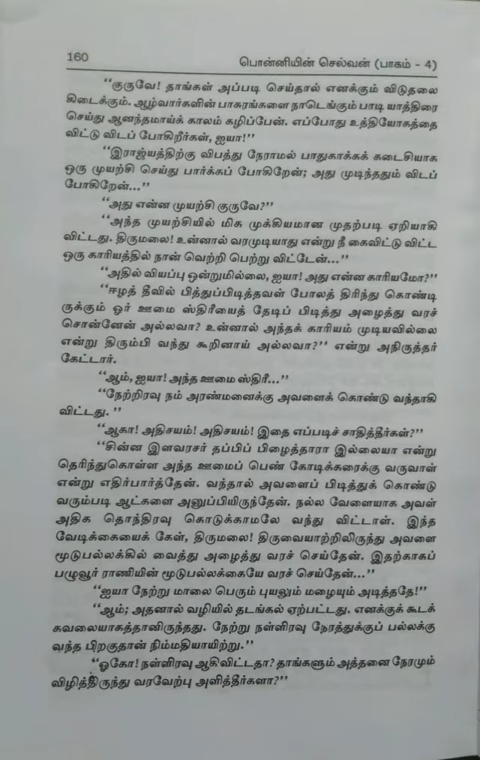 160 பொன்னியின் செல்வன் (பாகம் - 4)
“குருவே! தாங்கள் அப்படி செய்தால் எனக்கும் விடுதலை
கிடைக்கும். ஆழ்வார்களின் பாசுரங்களை நாடெங்கும் பாடி யாத்திரை
செய்து ஆனந்தமாய்க் காலம் கழிப்பேன். எப்போது உத்தியோகத்தை
விட்டு விடப் போகிறீர்கள், ஐயா!”
“இராஜ்யத்திற்கு விபத்து நேராமல் பாதுகாக்கக் கடைசியாக
ஒரு முயற்சி செய்து பார்க்கப் போகிறேன்; அது முடிந்ததும் விடப்
போகிறேன்...”
“அது என்ன முயற்சி குருவே?”
“அந்த முயற்சியில் மிக முக்கியமான முதற்படி ஏறியாகி
விட்டது. திருமலை! உன்னால் வரமுடியாது என்று நீ கைவிட்டு விட்ட
ஒரு காரியத்தில் நான் வெற்றி பெற்று விட்டேன்...”
“அதில் வியப்பு ஒன்றுமில்லை, ஐயா! அது என்ன காரியமோ?”
“ஈழத் தீவில் பித்துப்பிடித்தவள் போலத் திரிந்து கொண்டி
ருக்கும் ஓர் ஊமை ஸ்திரீயைத் தேடிப் பிடித்து அழைத்து வரச்
சொன்னேன் அல்லவா? உன்னால் அந்தக் காரியம் முடியவில்லை
என்று திரும்பி வந்து கூறினாய் அல்லவா?” என்று அநிருத்தர்
கேட்டார்.
“ஆம், ஐயா! அந்த ஊமை ஸ்திரீ...”
“நேற்றிரவு நம் அரண்மனைக்கு அவளைக் கொண்டு வந்தாகி
விட்டது. ”
“ஆகா! அதிசயம்! அதிசயம்! இதை எப்படிச் சாதித்தீர்கள்?”
“சின்ன இளவரசர் தப்பிப் பிழைத்தாரா இல்லையா என்று
தெரிந்துகொள்ள அந்த ஊமைப் பெண் கோடிக்கரைக்கு வருவாள்
என்று எதிர்பார்த்தேன். வந்தால் அவளைப் பிடித்துக் கொண்டு
வரும்படி ஆட்களை அனுப்பியிருந்தேன். நல்ல வேளையாக அவள்
அதிக தொந்திரவு கொடுக்காமலே வந்து விட்டாள். இந்த
வேடிக்கையைக் கேள், திருமலை! திருவையாற்றிலிருந்து அவளை
மூடுபல்லக்கில் வைத்து அழைத்து வரச் செய்தேன். இதற்காகப்
பழுவூர் ராணியின் மூடுபல்லக்கையே வரச் செய்தேன்...”
“ஐயா நேற்று மாலை பெரும் புயலும் மழையும் அடித்ததே!”
“ஆம்; அதனால் வழியில் தடங்கல் ஏற்பட்டது. எனக்குக் கூடக்
கவலையாகத்தானிருந்தது. நேற்று நள்ளிரவு நேரத்துக்குப் பல்லக்கு
வந்த பிறகுதான் நிம்மதியாயிற்று.”
“ஓகோ! நள்ளிரவு ஆகிவிட்டதா? தாங்களும் அத்தனை நேரமும்
விழித்திருந்து வரவேற்பு அளித்தீர்களா?”